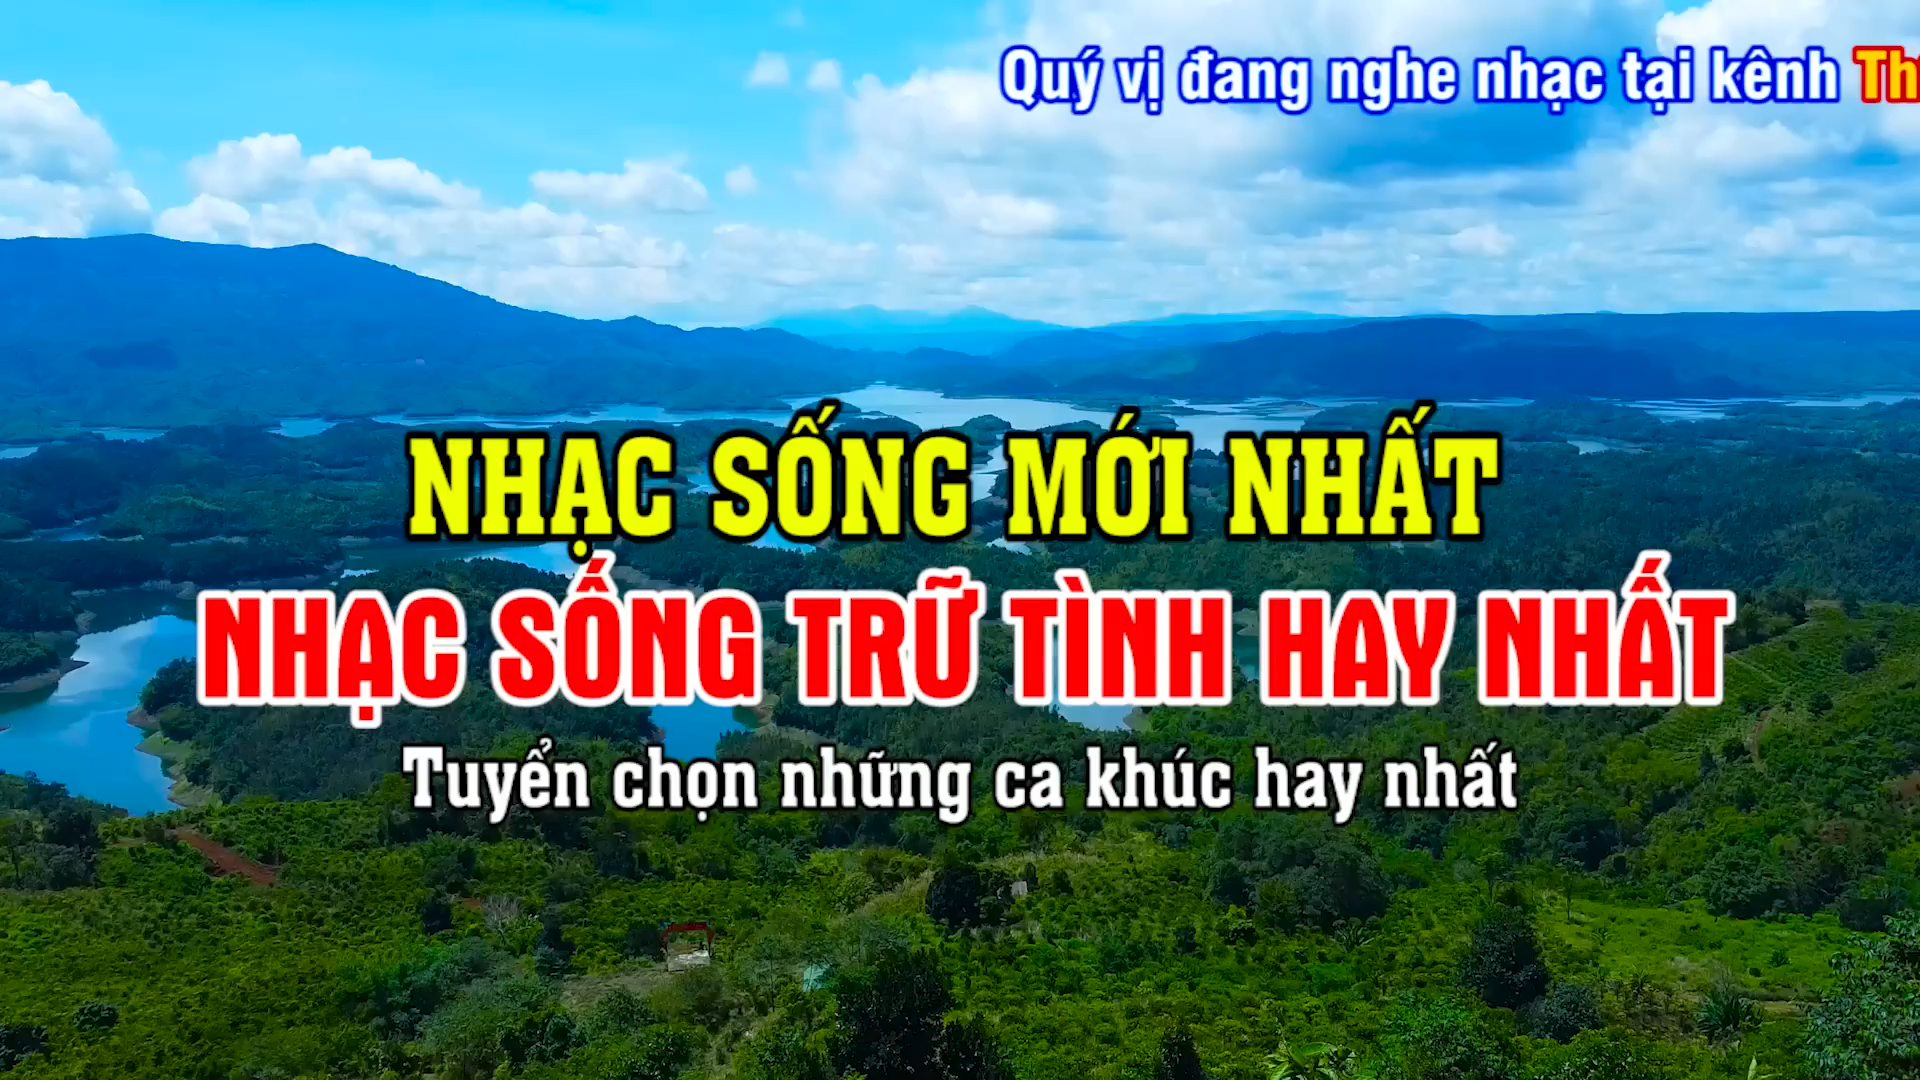 Quý vị đang nghe nhạc tại kênh
NHẠC SỐNG MỚI NHẤT
NHẠC SỐNG TRỮ TÌNH HAY NHẤT
Tuyển chọn những ca khúc hay nhất